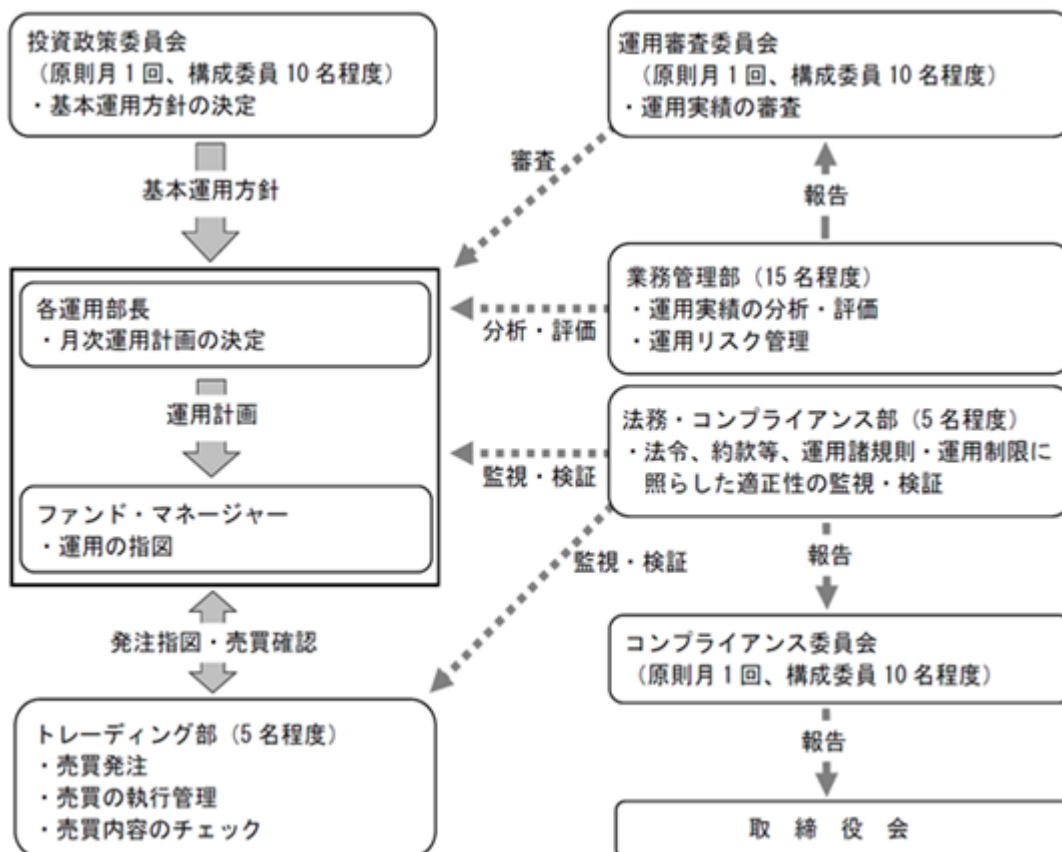 投資政策委員会
（原則月1回、構成委員10名程度）
・基本運用方針の決定
基本運用方針
各運用部長
・月次運用計画の決定
運用計画
ファンド・マネージャー
・運用の指図
発注指図・売買確認
トレーディング部（5名程度）
・売買発注
・売買の執行管理
・売買内容のチェック
運用審査委員会
（原則月1回、構成委員10名程度）
・運用実績の審査
審査
報告
業務管理部（15名程度）
・運用実績の分析・評価
・運用リスク管理
分析・評価
法務・コンプライアンス部（5名程度）
・法令、約款等、運用諸規則・運用制限に
照らした適正性の監視・検証
監視・検証
監視・検証
報告
コンプライアンス委員会
（原則月1回、構成委員10名程度）
報告
取締役会